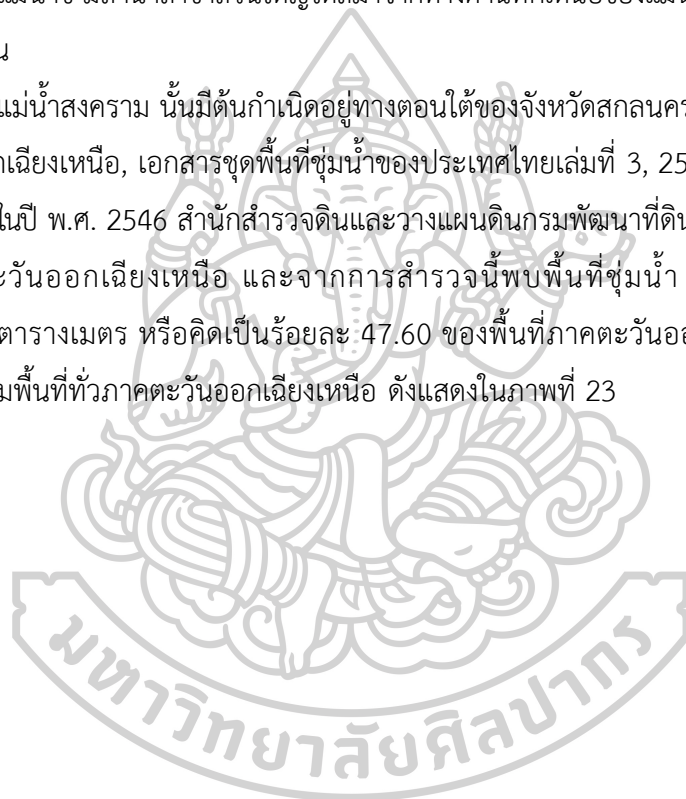 แม่น้ำสงคราม นั้นมีต้นกำเนิดอยู่ทางตอนใต้ของจังหวัดสกลนคร
เฉียงเหนือ, เอกสารชุดพื้นที่ชุ่มน้ำของประเทศไทยเล่มที่ 3, 25
ในปี พ.ศ. 2546 สำนักสำรวจดินและวางแผนดินกรมพัฒนาที่ดิน
ะวันออกเฉียงเหนือ และจากการสำรวจนี้พบพื้นที่ชุ่มน้ำ
ตารางเมตร หรือคิดเป็นร้อยละ 47.60 ของพื้นที่ภาคตะวันออ
มพื้นที่ทั่วภาคตะวันออกเฉียงเหนือ ดังแสดงในภาพที่ 23
มหาวิทยาลัยศิลปากร